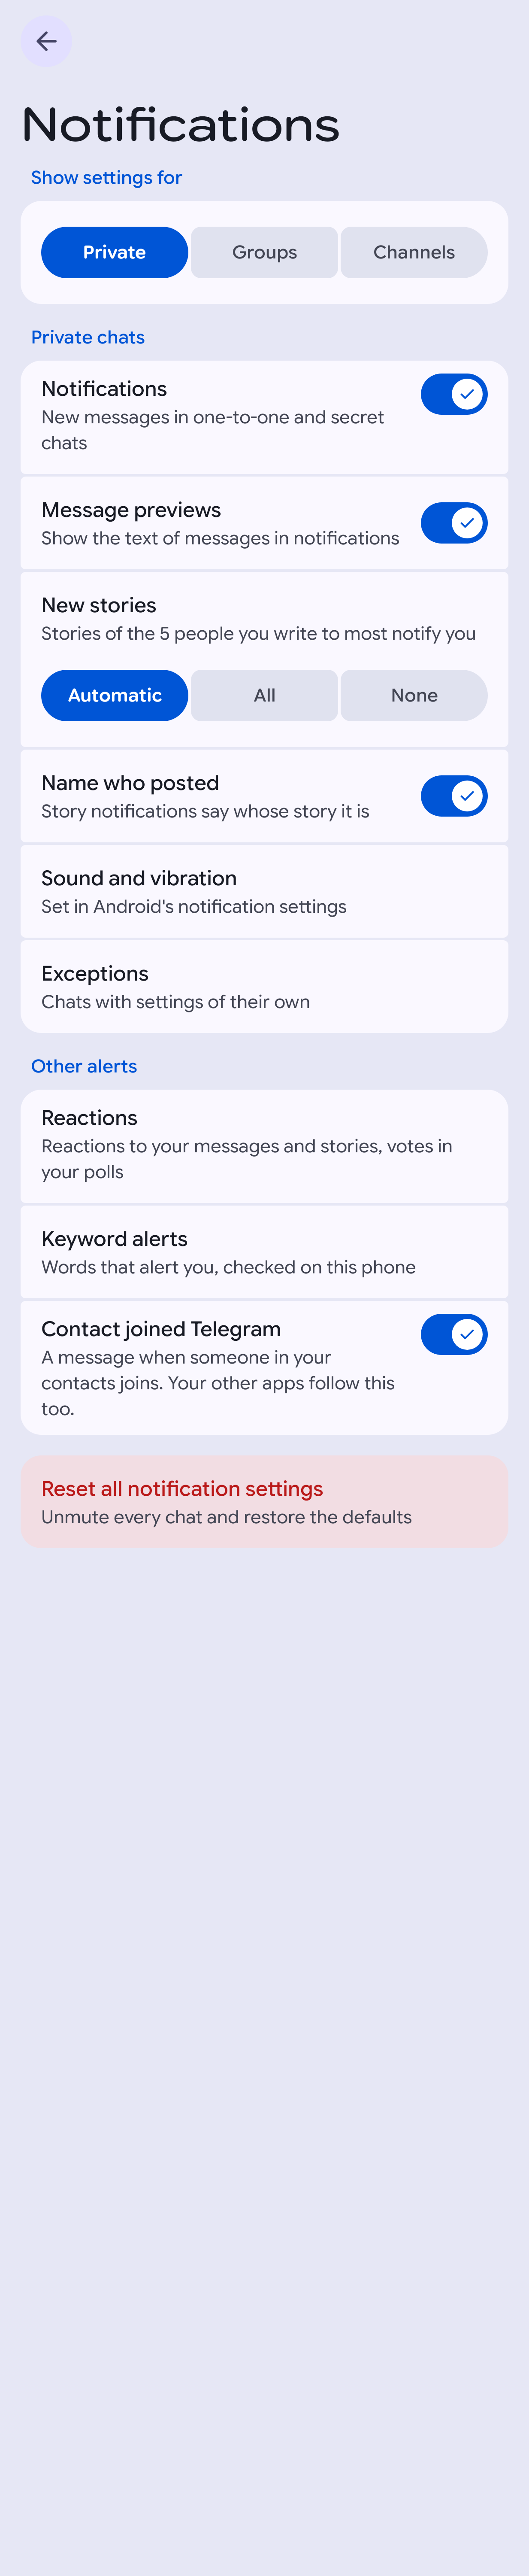 Notifications
Show settings for
Private
Groups
Channels
Private chats
Notifications
New messages in one-to-one and secret
chats
Message previews
Show the text of messages in notifications
New stories
Stories of the 5 people you write to most notify you
Automatic
All
None
Name who posted
Story notifications say whose story it is
Sound and vibration
Set in Android's notification settings
Exceptions
Chats with settings of their own
Other alerts
Reactions
Reactions to your messages and stories, votes in
your polls
Keyword alerts
Words that alert you, checked on this phone
Contact joined Telegram
A message when someone in your
contacts joins. Your other apps follow this
too.
Reset all notification settings
Unmute every chat and restore the defaults